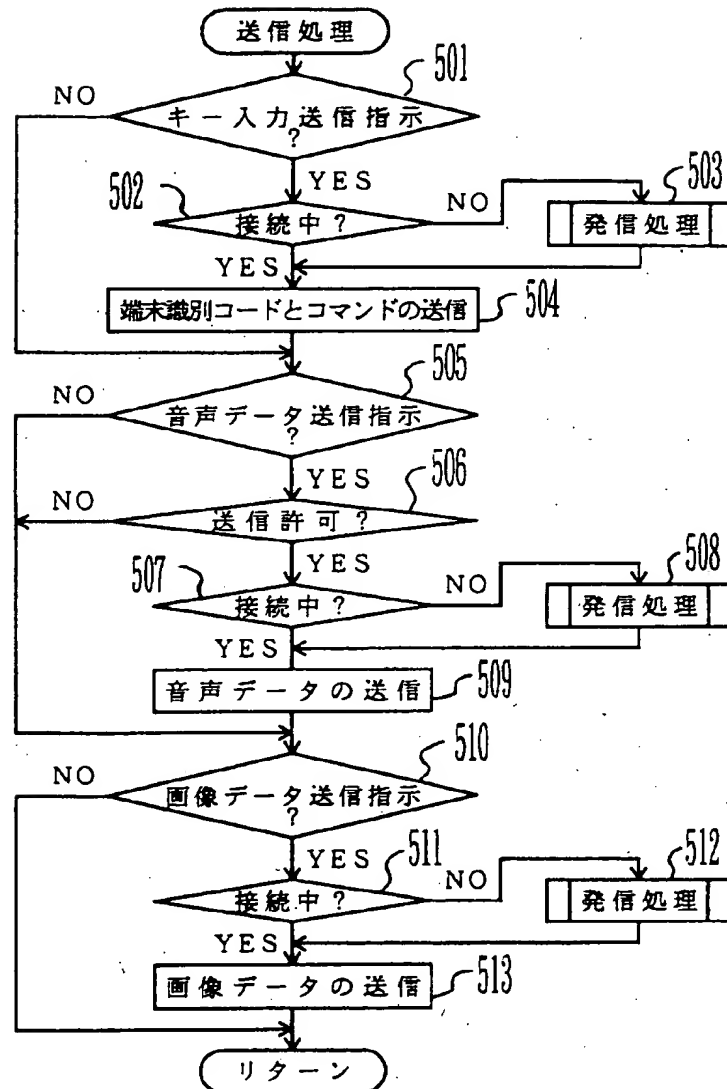 送信処理
501
NO
キー入力送信指示
?
YES
502
接続中?
NO
503
発信処理
YES
端末識別コードとコマンドの送信
504
505
NO
音声データ送信指示
?
YES
506
NO
送信許可?
YES
507
接続中?
NO
508
発信処理
YES
音声データの送信
509
510
NO
画像データ送信指示
?
YES
511
接続中?
NO
512
発信処理
YES
画像データの送信
513
リターン